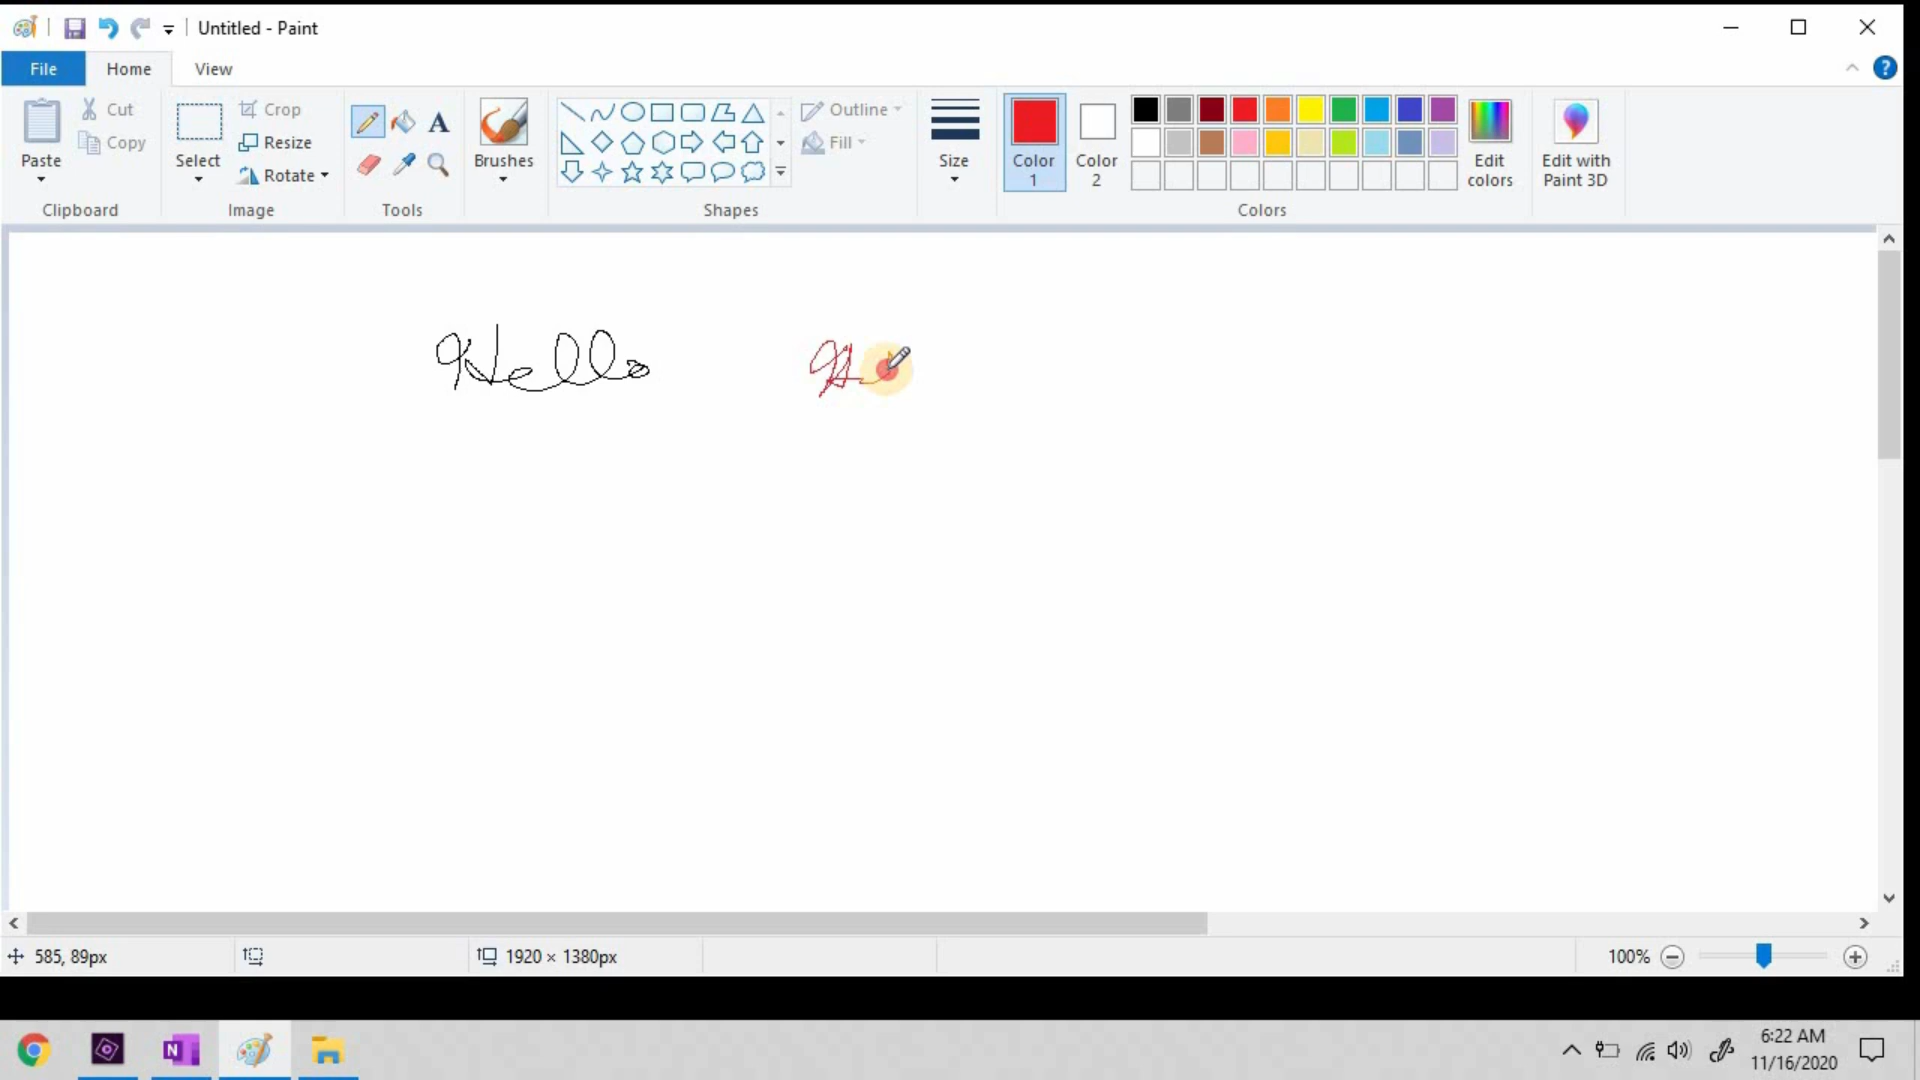 Untitled - Paint
File Home View
Paste Cut Copy Select Crop Resize Rotate A Brushes Outline Fill Size Color 1 Color 2 Edit colors Edit with Paint 3D
Clipboard Image Tools Shapes Colors
Hello He
585, 89px 1920 × 1380px 100%
N 6:22 AM
11/16/2020